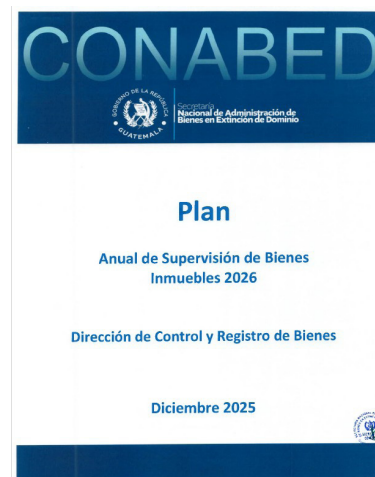 CONABED
GOBIERNO DE LA REPÚBLICA
GUATEMALA
Secretaría
Nacional de Administración de
Bienes en Extinción de Dominio
Plan
Anual de Supervisión de Bienes
Inmuebles 2026
Dirección de Control y Registro de Bienes
Diciembre 2025